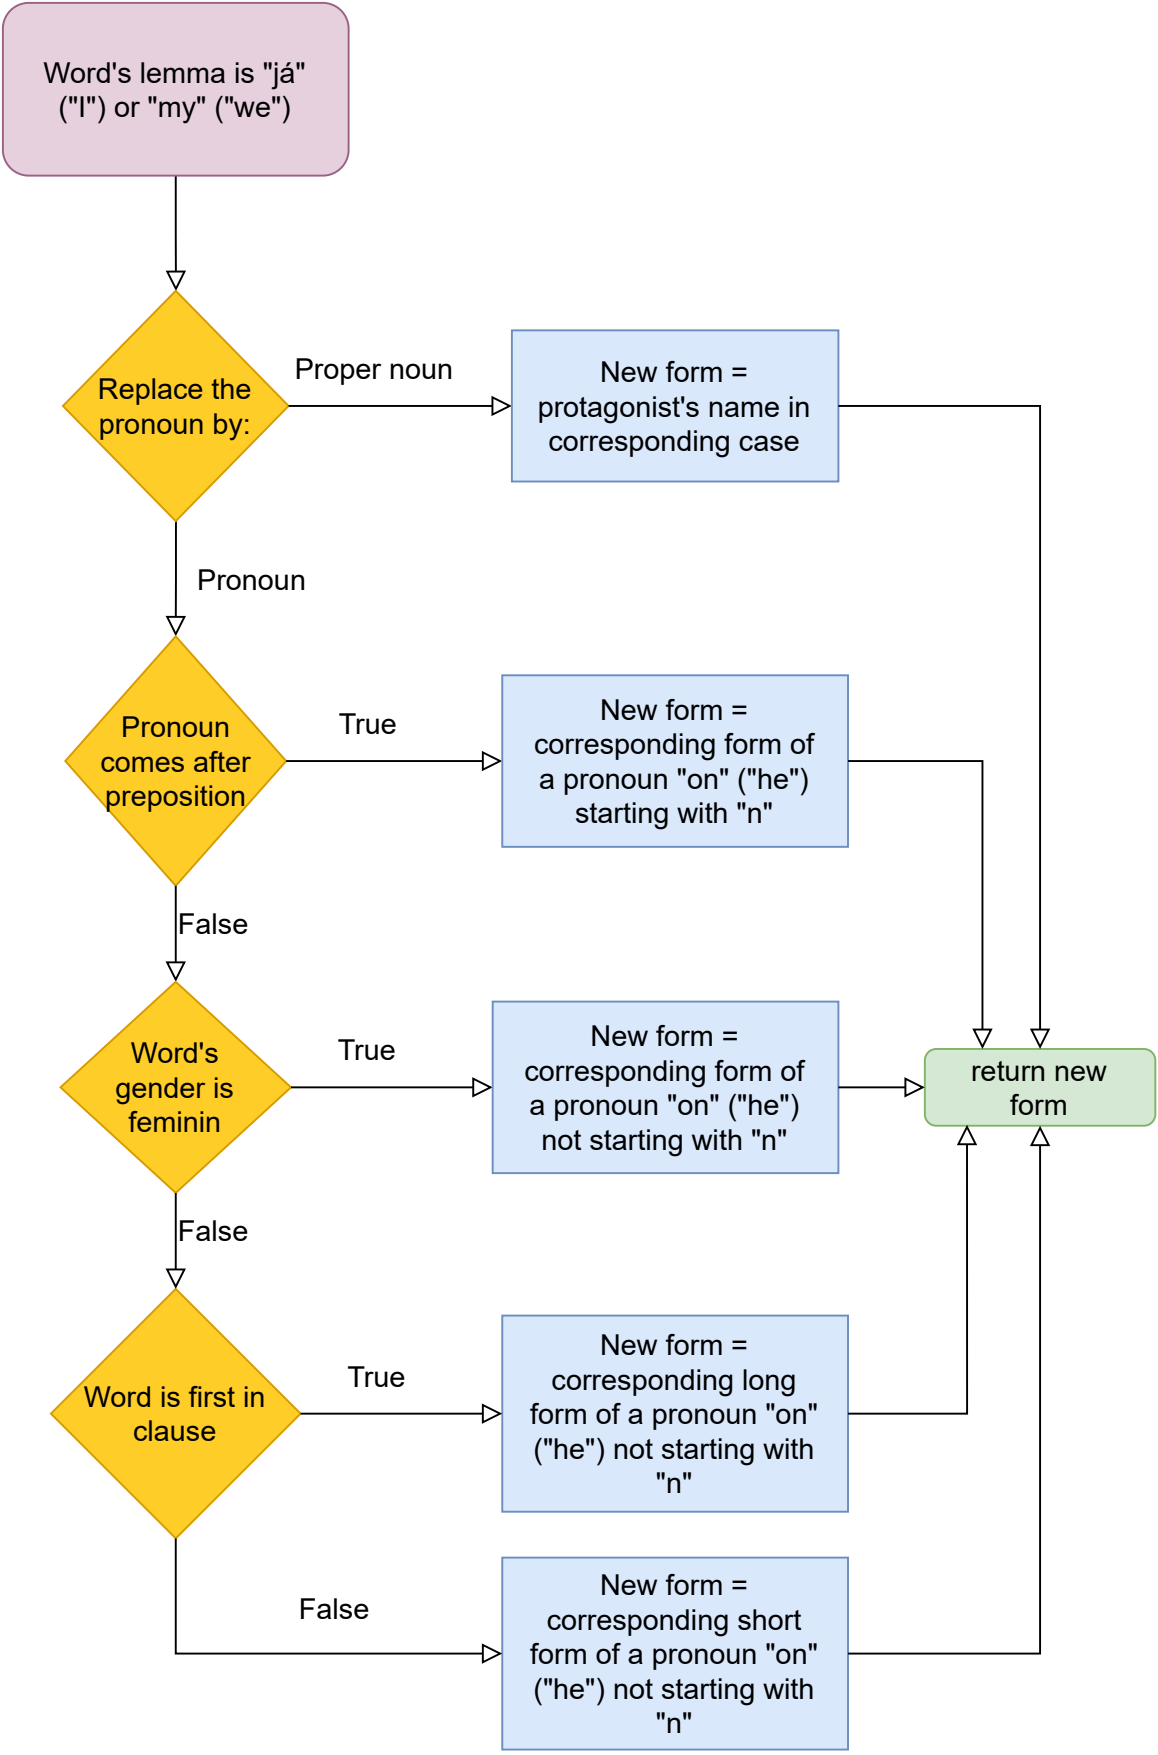 Word's lemma is "já"
("I") or "my" ("we")
Replace the
pronoun by:
Proper noun
New form =
protagonist's name in
corresponding case
Pronoun
Pronoun
comes after
preposition
True
New form =
corresponding form of
a pronoun "on" ("he")
starting with "n"
False
Word's
gender is
feminin
True
New form =
corresponding form of
a pronoun "on" ("he")
not starting with "n"
return new
form
False
Word is first in
clause
True
New form =
corresponding long
form of a pronoun "on"
("he") not starting with
"n"
False
New form =
corresponding short
form of a pronoun "on"
("he") not starting with
"n"